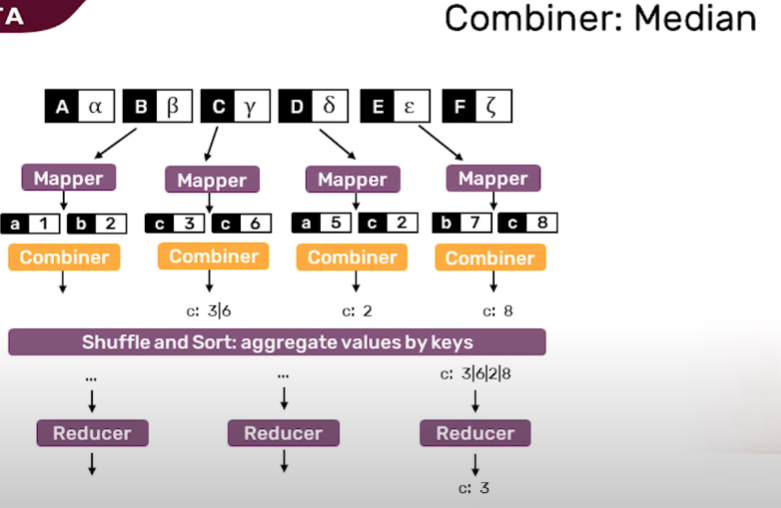 TA
Combiner: Median
A α B β C γ D δ E ε F ζ
Mapper Mapper Mapper Mapper
a 1 b 2 c 3 c 6 a 5 c 2 b 7 c 8
Combiner Combiner Combiner Combiner
c: 3|6 c: 2 c: 8
Shuffle and Sort: aggregate values by keys
... ... c: 3|6|2|8
Reducer Reducer Reducer
c: 3